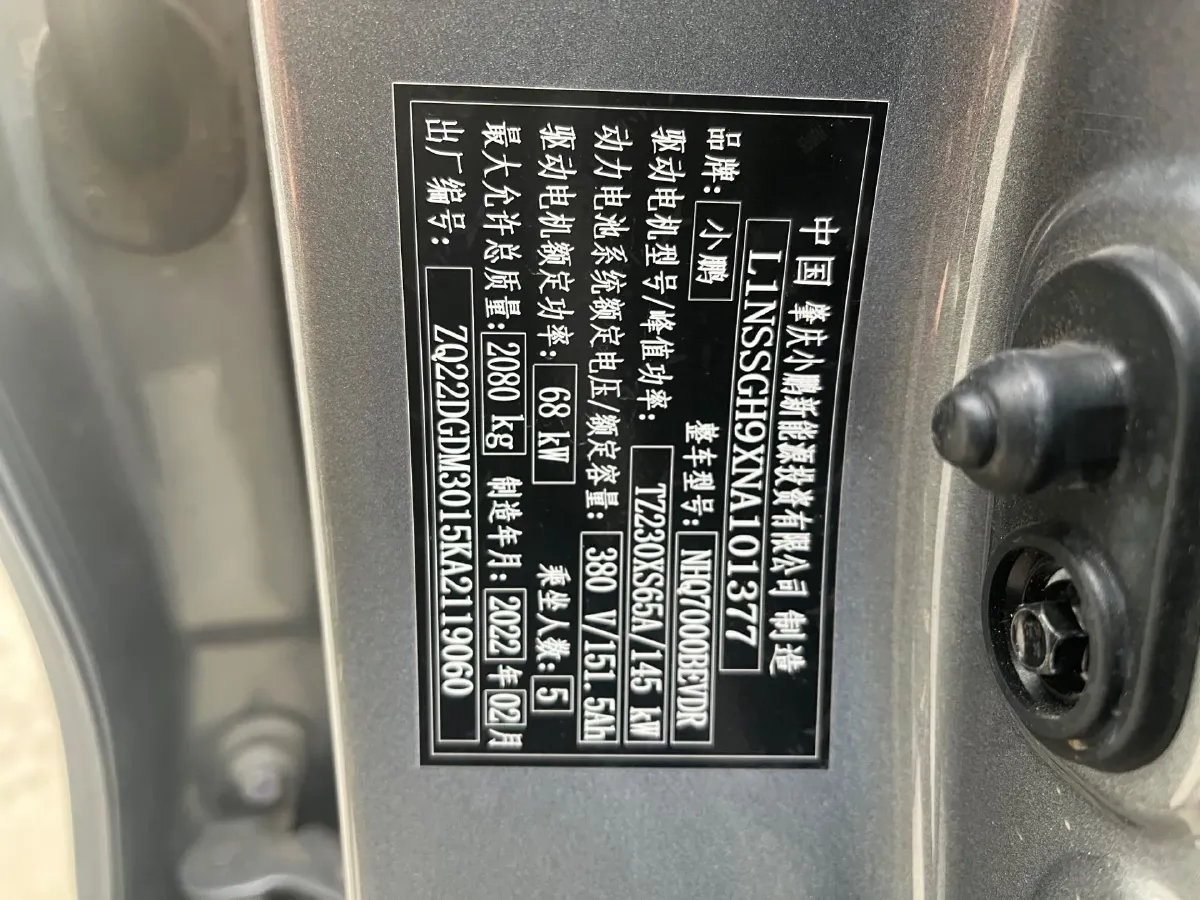 中国 肇庆小鹏新能源投资有限公司 制造
L1NSSGH9XNA101377
品牌: 小鹏 整车型号: NHQ7000BEVDR
驱动电机型号/峰值功率: TZ230XS65A/145 kW
动力电池系统额定电压/额定容量: 380 V/151.5Ah
驱动电机额定功率: 68 kW 乘坐人数: 5
最大允许总质量: 2080 kg 制造年月: 2022 年 02 月
出厂编号: ZQ22DGDM3015KA2119060